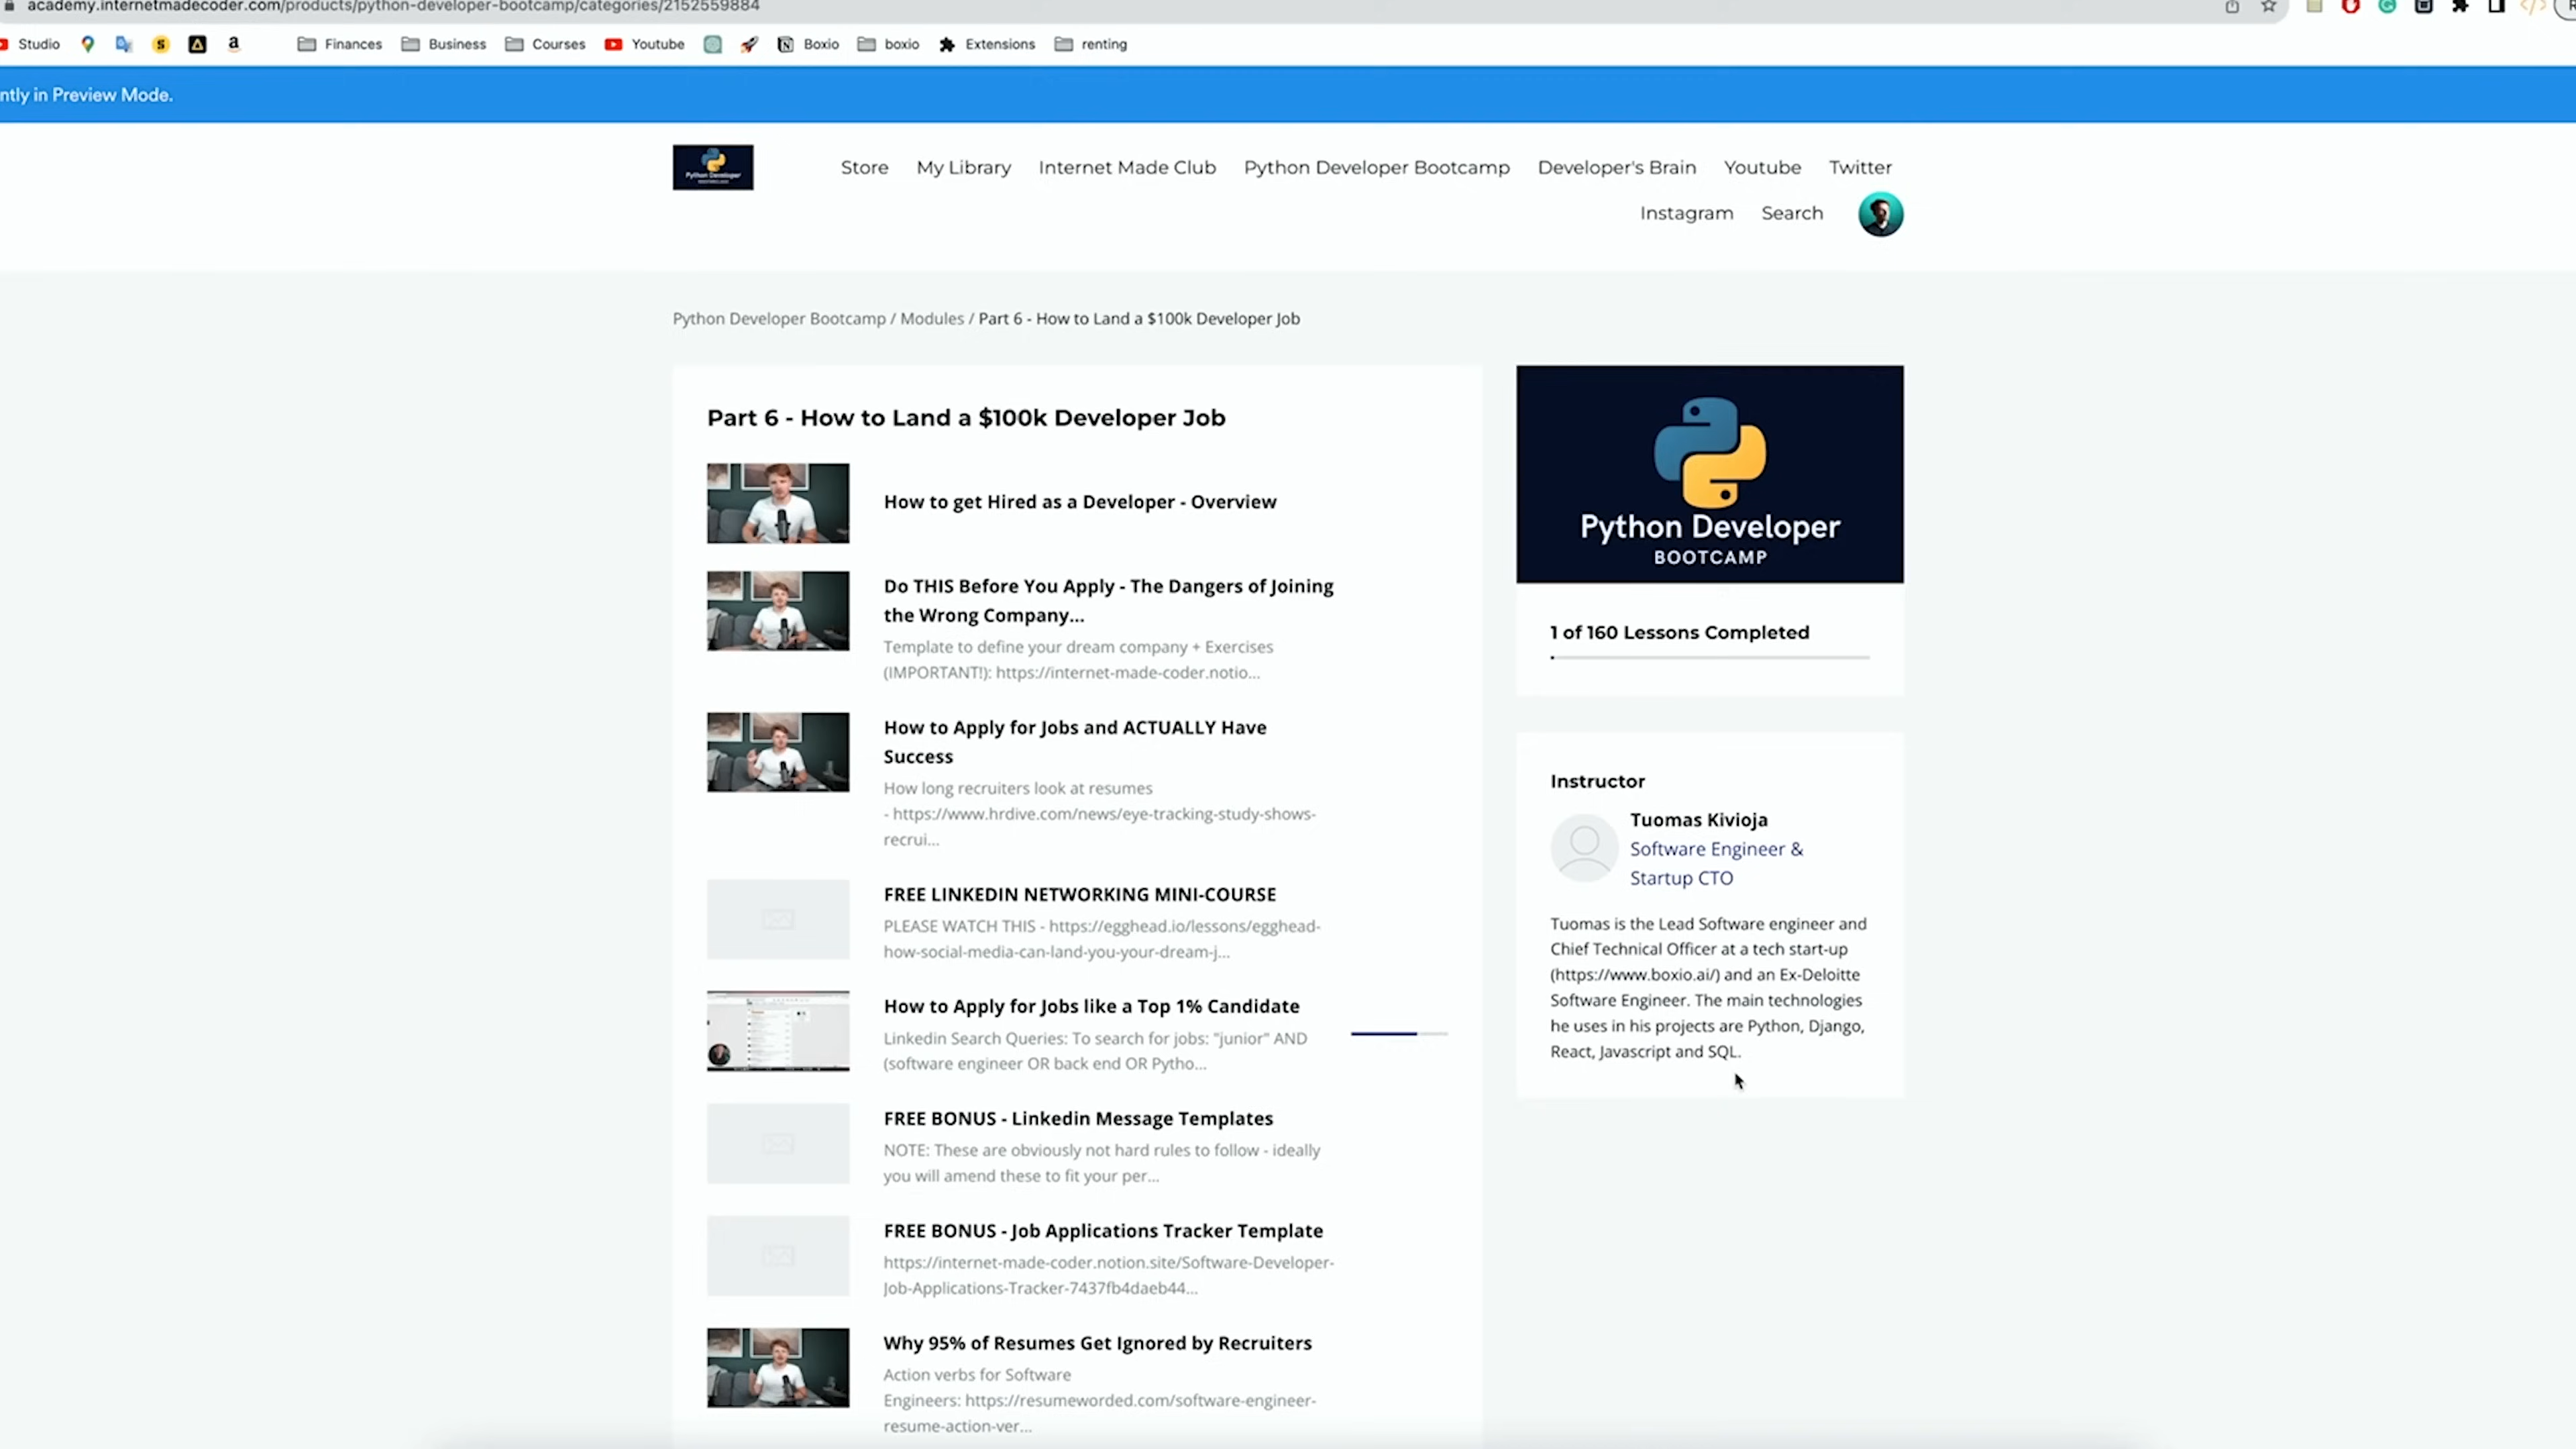 academy.internetmadecoder.com/products/python-developer-bootcamp/categories/2152559884
Studio
Finances
Business
Courses
Youtube
Boxio
boxio
Extensions
renting
ntly in Preview Mode.
Python Developer
Store
My Library
Internet Made Club
Python Developer Bootcamp
Developer's Brain
Youtube
Twitter
Instagram
Search
Python Developer Bootcamp / Modules / Part 6 - How to Land a $100k Developer Job
Part 6 - How to Land a $100k Developer Job
How to get Hired as a Developer - Overview
Do THIS Before You Apply - The Dangers of Joining
the Wrong Company...
Template to define your dream company + Exercises
(IMPORTANT!): https://internet-made-coder.notio...
How to Apply for Jobs and ACTUALLY Have
Success
How long recruiters look at resumes
- https://www.hrdive.com/news/eye-tracking-study-shows-
recrui...
FREE LINKEDIN NETWORKING MINI-COURSE
PLEASE WATCH THIS - https://egghead.io/lessons/egghead-
how-social-media-can-land-you-your-dream-j...
How to Apply for Jobs like a Top 1% Candidate
Linkedin Search Queries: To search for jobs: "junior" AND
(software engineer OR back end OR Pytho...
FREE BONUS - Linkedin Message Templates
NOTE: These are obviously not hard rules to follow - ideally
you will amend these to fit your per...
FREE BONUS - Job Applications Tracker Template
https://internet-made-coder.notion.site/Software-Developer-
Job-Applications-Tracker-7437fb4daeb44...
Why 95% of Resumes Get Ignored by Recruiters
Action verbs for Software
Engineers: https://resumeworded.com/software-engineer-
resume-action-ver...
Python Developer
BOOTCAMP
1 of 160 Lessons Completed
Instructor
Tuomas Kivioja
Software Engineer &
Startup CTO
Tuomas is the Lead Software engineer and
Chief Technical Officer at a tech start-up
(https://www.boxio.ai/) and an Ex-Deloitte
Software Engineer. The main technologies
he uses in his projects are Python, Django,
React, Javascript and SQL.